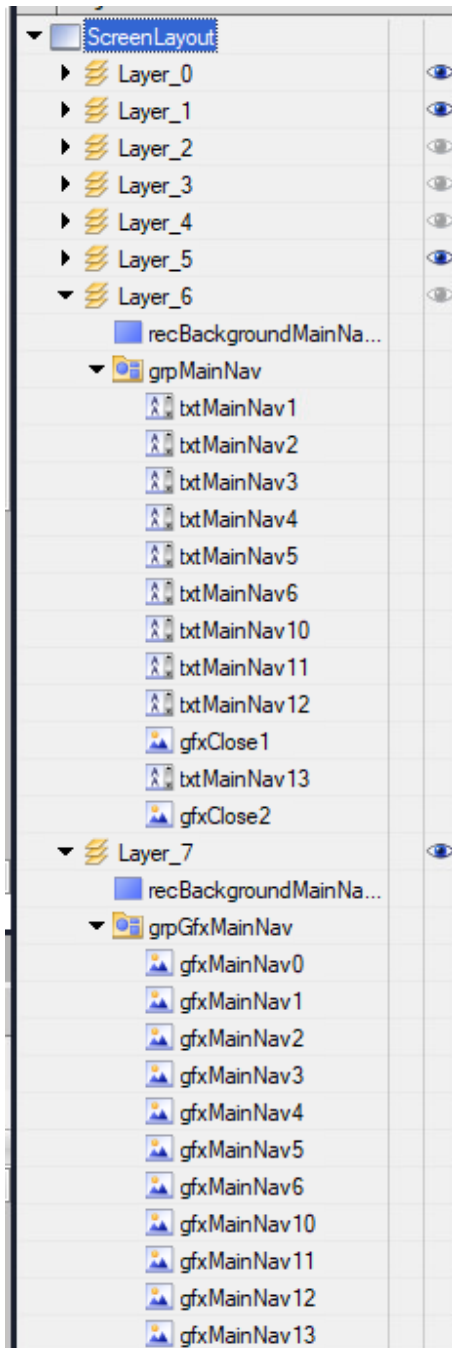 ScreenLayout
Layer_0
Layer_1
Layer_2
Layer_3
Layer_4
Layer_5
Layer_6
recBackgroundMainNa...
grpMainNav
txtMainNav1
txtMainNav2
txtMainNav3
txtMainNav4
txtMainNav5
txtMainNav6
txtMainNav10
txtMainNav11
txtMainNav12
gfxClose1
txtMainNav13
gfxClose2
Layer_7
recBackgroundMainNa...
grpGfxMainNav
gfxMainNav0
gfxMainNav1
gfxMainNav2
gfxMainNav3
gfxMainNav4
gfxMainNav5
gfxMainNav6
gfxMainNav10
gfxMainNav11
gfxMainNav12
gfxMainNav13